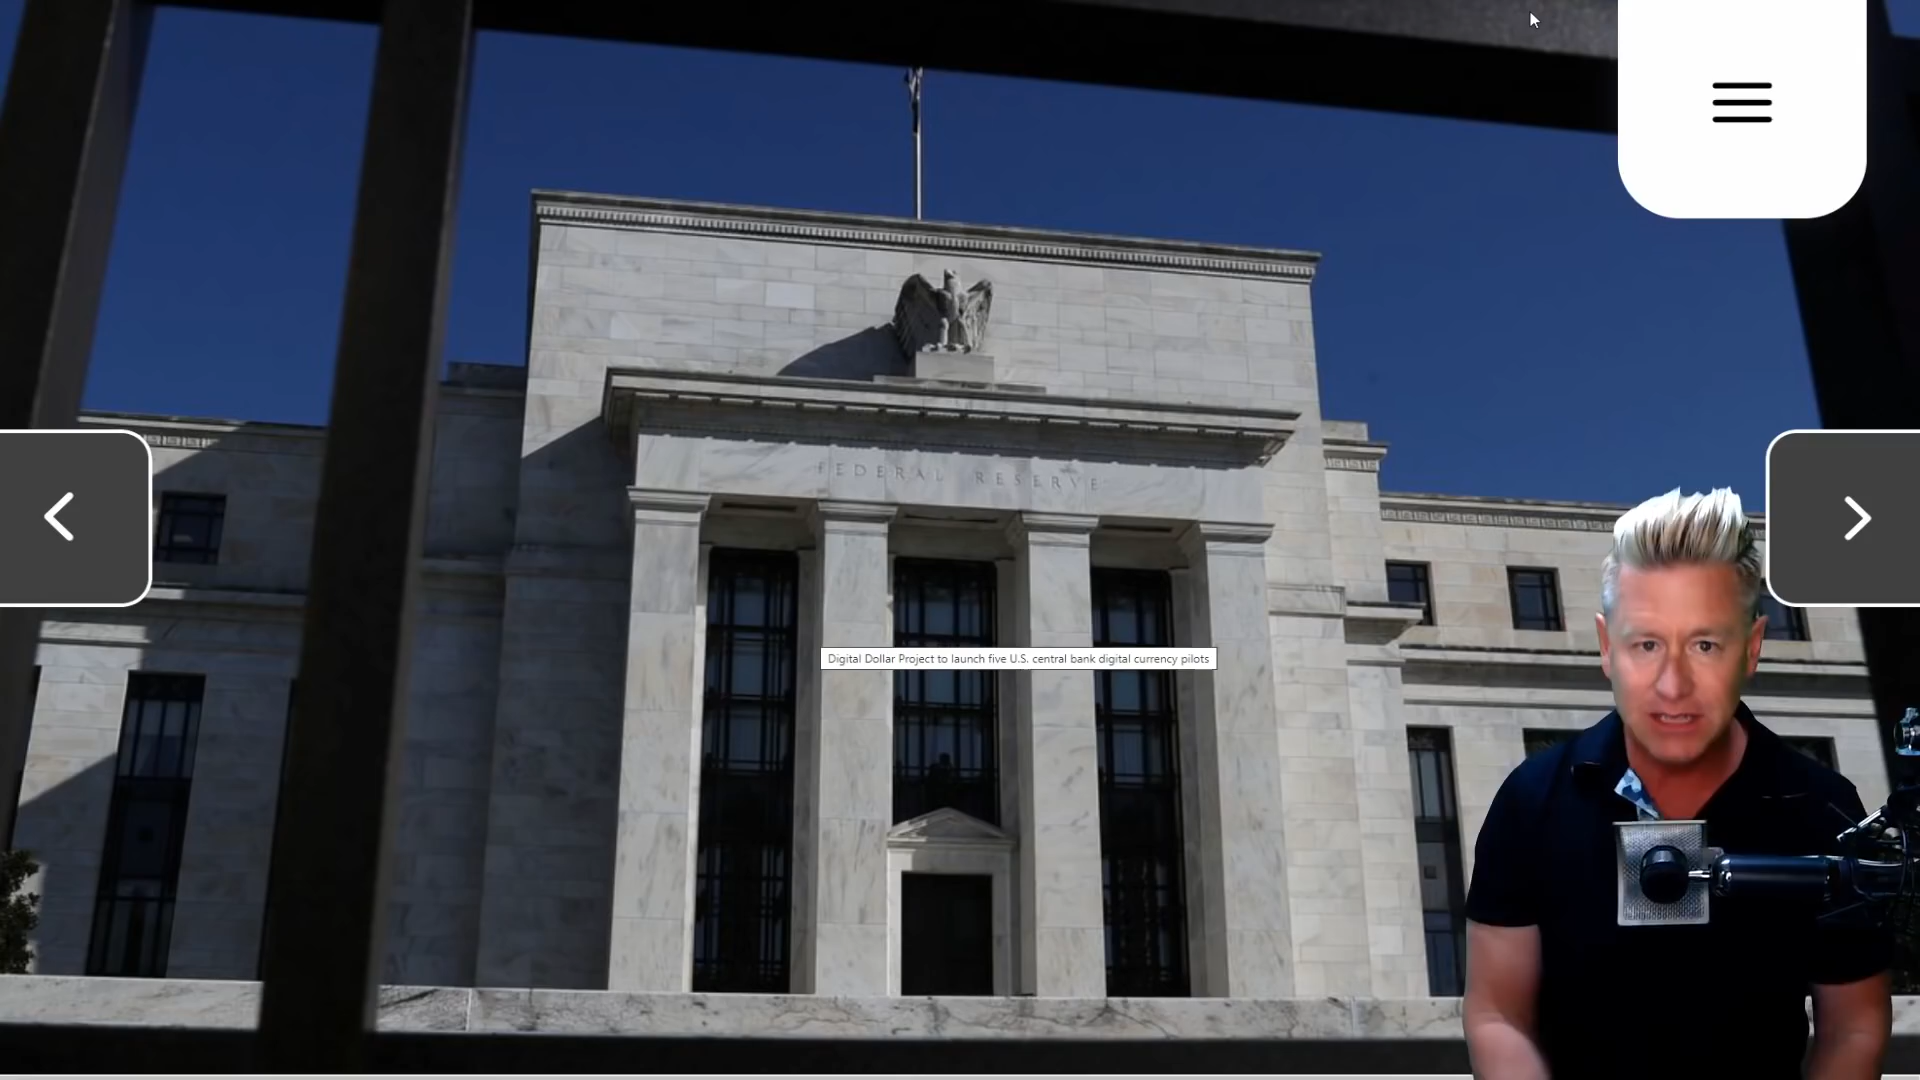 FEDERAL RESERVE
Digital Dollar Project to launch five U.S. central bank digital currency pilots